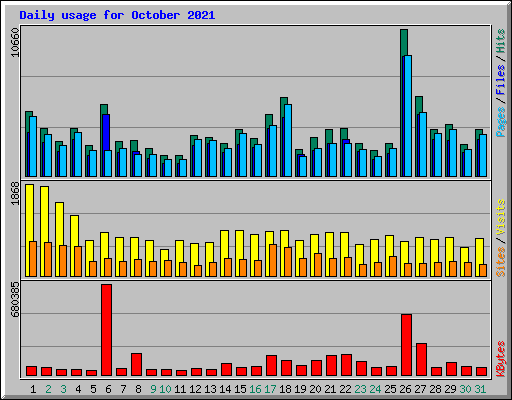 Daily usage for October 2021
10660
Pages / Files / Hits
1868
Sites / Visits
680385
KBytes
1 2 3 4 5 6 7 8 9 10 11 12 13 14 15 16 17 18 19 20 21 22 23 24 25 26 27 28 29 30 31